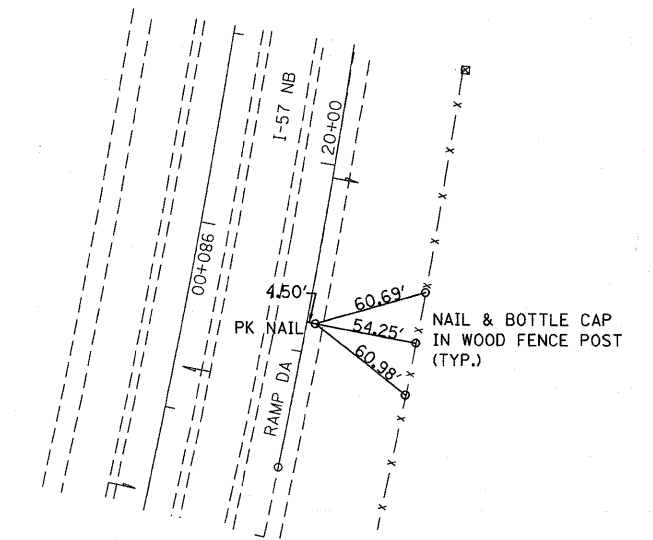 I-57 NB
20+00
980+00
4.50'
60.69'
PK NAIL
54.25'
60.98'
NAIL & BOTTLE CAP
IN WOOD FENCE POST
(TYP.)
RAMP DA